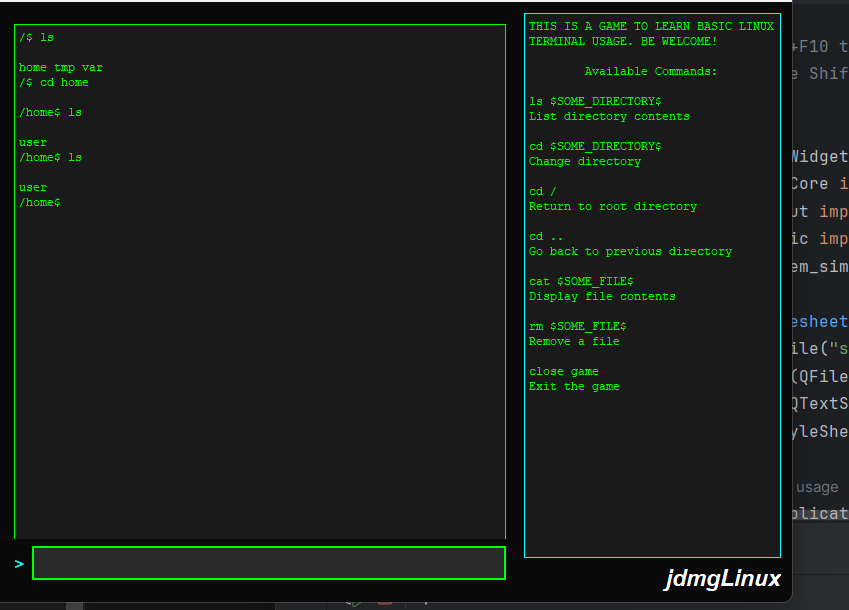 /$ ls
home tmp var
/$ cd home
/home$ ls
user
/home$ ls
user
/home$
>
THIS IS A GAME TO LEARN BASIC LINUX
TERMINAL USAGE. BE WELCOME!
Available Commands:
ls $SOME_DIRECTORY$
List directory contents
cd $SOME_DIRECTORY$
Change directory
cd /
Return to root directory
cd ..
Go back to previous directory
cat $SOME_FILE$
Display file contents
rm $SOME_FILE$
Remove a file
close game
Exit the game
jdmgLinux
+F10 t
e Shif
Widget
Core i
ut imp
ic imp
em_sim
esheet
ile("s
(QFile
QTextS
yleShe
usage
plicat